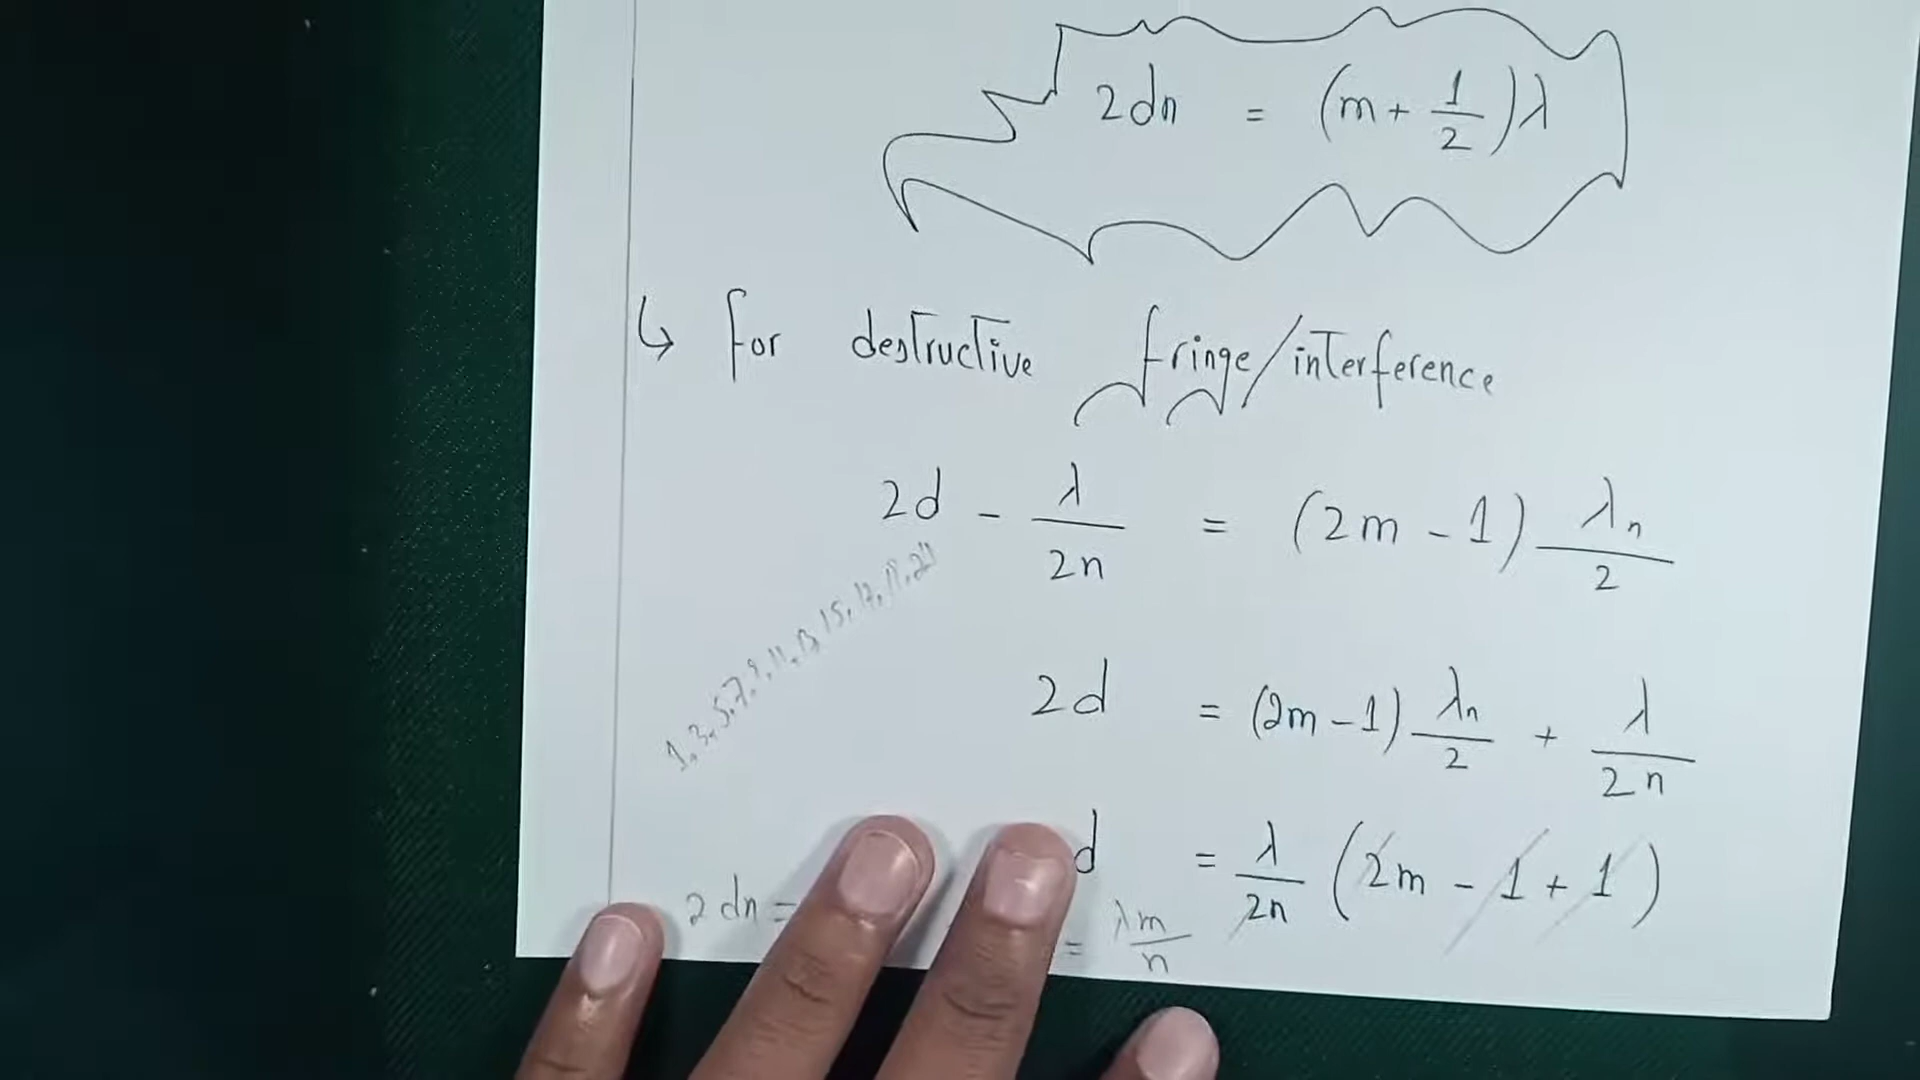 2dn = (m + 1/2)λ
↳ for destructive fringe/interference
2d - λ/2n = (2m - 1) λn/2
1, 3, 5, 7, 9, 11, 13, 15, 17, 19, 21
2d = (2m - 1) λn/2 + λ/2n
d = λ/2n (2m - 1 + 1)
2dn =
= λm/n